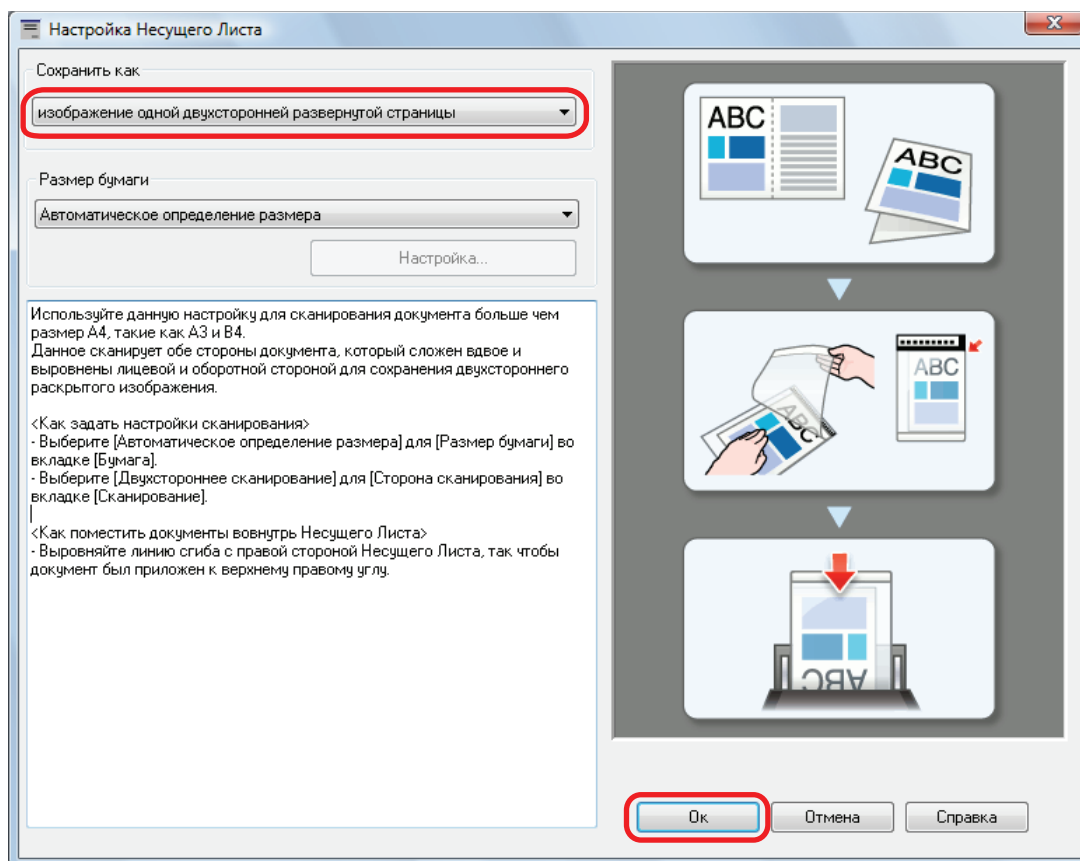 Настройка Несущего Листа
Сохранить как
изображение одной двухсторонней развернутой страницы
Размер бумаги
Автоматическое определение размера
Настройка...
Используйте данную настройку для сканирования документа больше чем
размер А4, такие как А3 и В4.
Данное сканирует обе стороны документа, который сложен вдвое и
выровнены лицевой и оборотной стороной для сохранения двухстороннего
раскрытого изображения.
<Как задать настройки сканирования>
- Выберите [Автоматическое определение размера] для [Размер бумаги] во
вкладке [Бумага].
- Выберите [Двухстороннее сканирование] для [Сторона сканирования] во
вкладке [Сканирование].
<Как поместить документы вовнутрь Несущего Листа>
- Выровняйте линию сгиба с правой стороной Несущего Листа, так чтобы
документ был приложен к верхнему правому углу.
ABC
ABC
ABC
ABC
ABC
Ок
Отмена
Справка